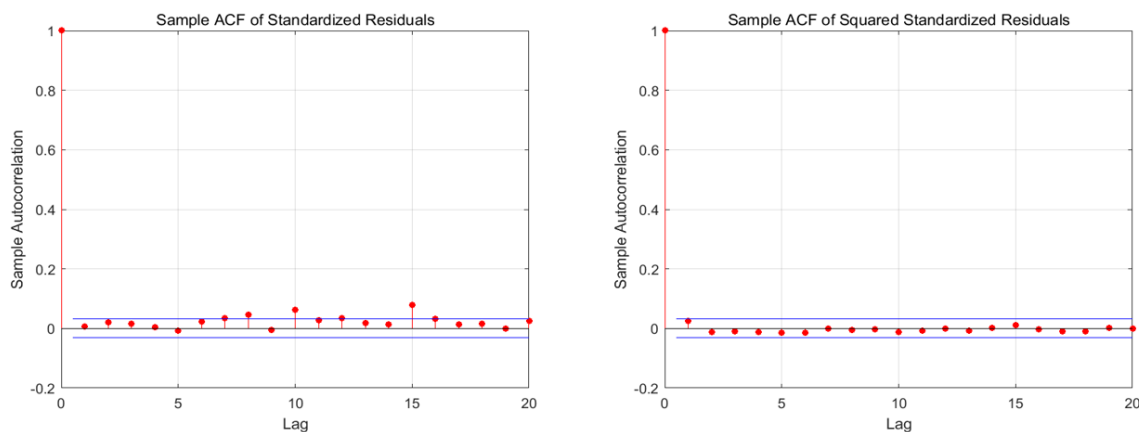 Sample ACF of Standardized Residuals
1
0.8
0.6
0.4
0.2
0
-0.2
Sample Autocorrelation
0 5 10 15 20
Lag
Sample ACF of Squared Standardized Residuals
1
0.8
0.6
0.4
0.2
0
-0.2
Sample Autocorrelation
0 5 10 15 20
Lag